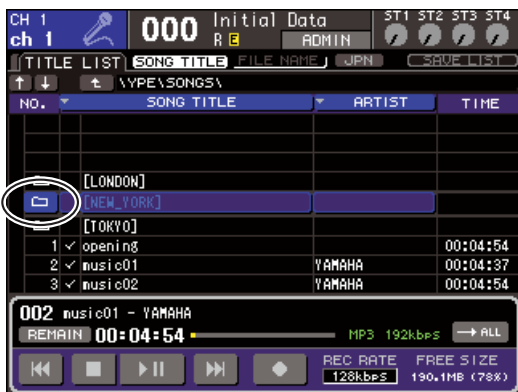 CH 1
ch 1
000
Initial Data
R E
ADMIN
ST1 ST2 ST3 ST4
TITLE LIST
SONG TITLE
FILE NAME
JPN
SAVE LIST
\YPE\SONGS\
NO.
SONG TITLE
ARTIST
TIME
[LONDON]
[NEW_YORK]
[TOKYO]
1 ✓ opening 00:04:54
2 ✓ music01 YAMAHA 00:04:37
3 ✓ music02 YAMAHA 00:04:54
002 music01 - YAMAHA
REMAIN 00:04:54
MP3 192kbps
→ ALL
REC RATE
128kbps
FREE SIZE
190.1MB (78%)